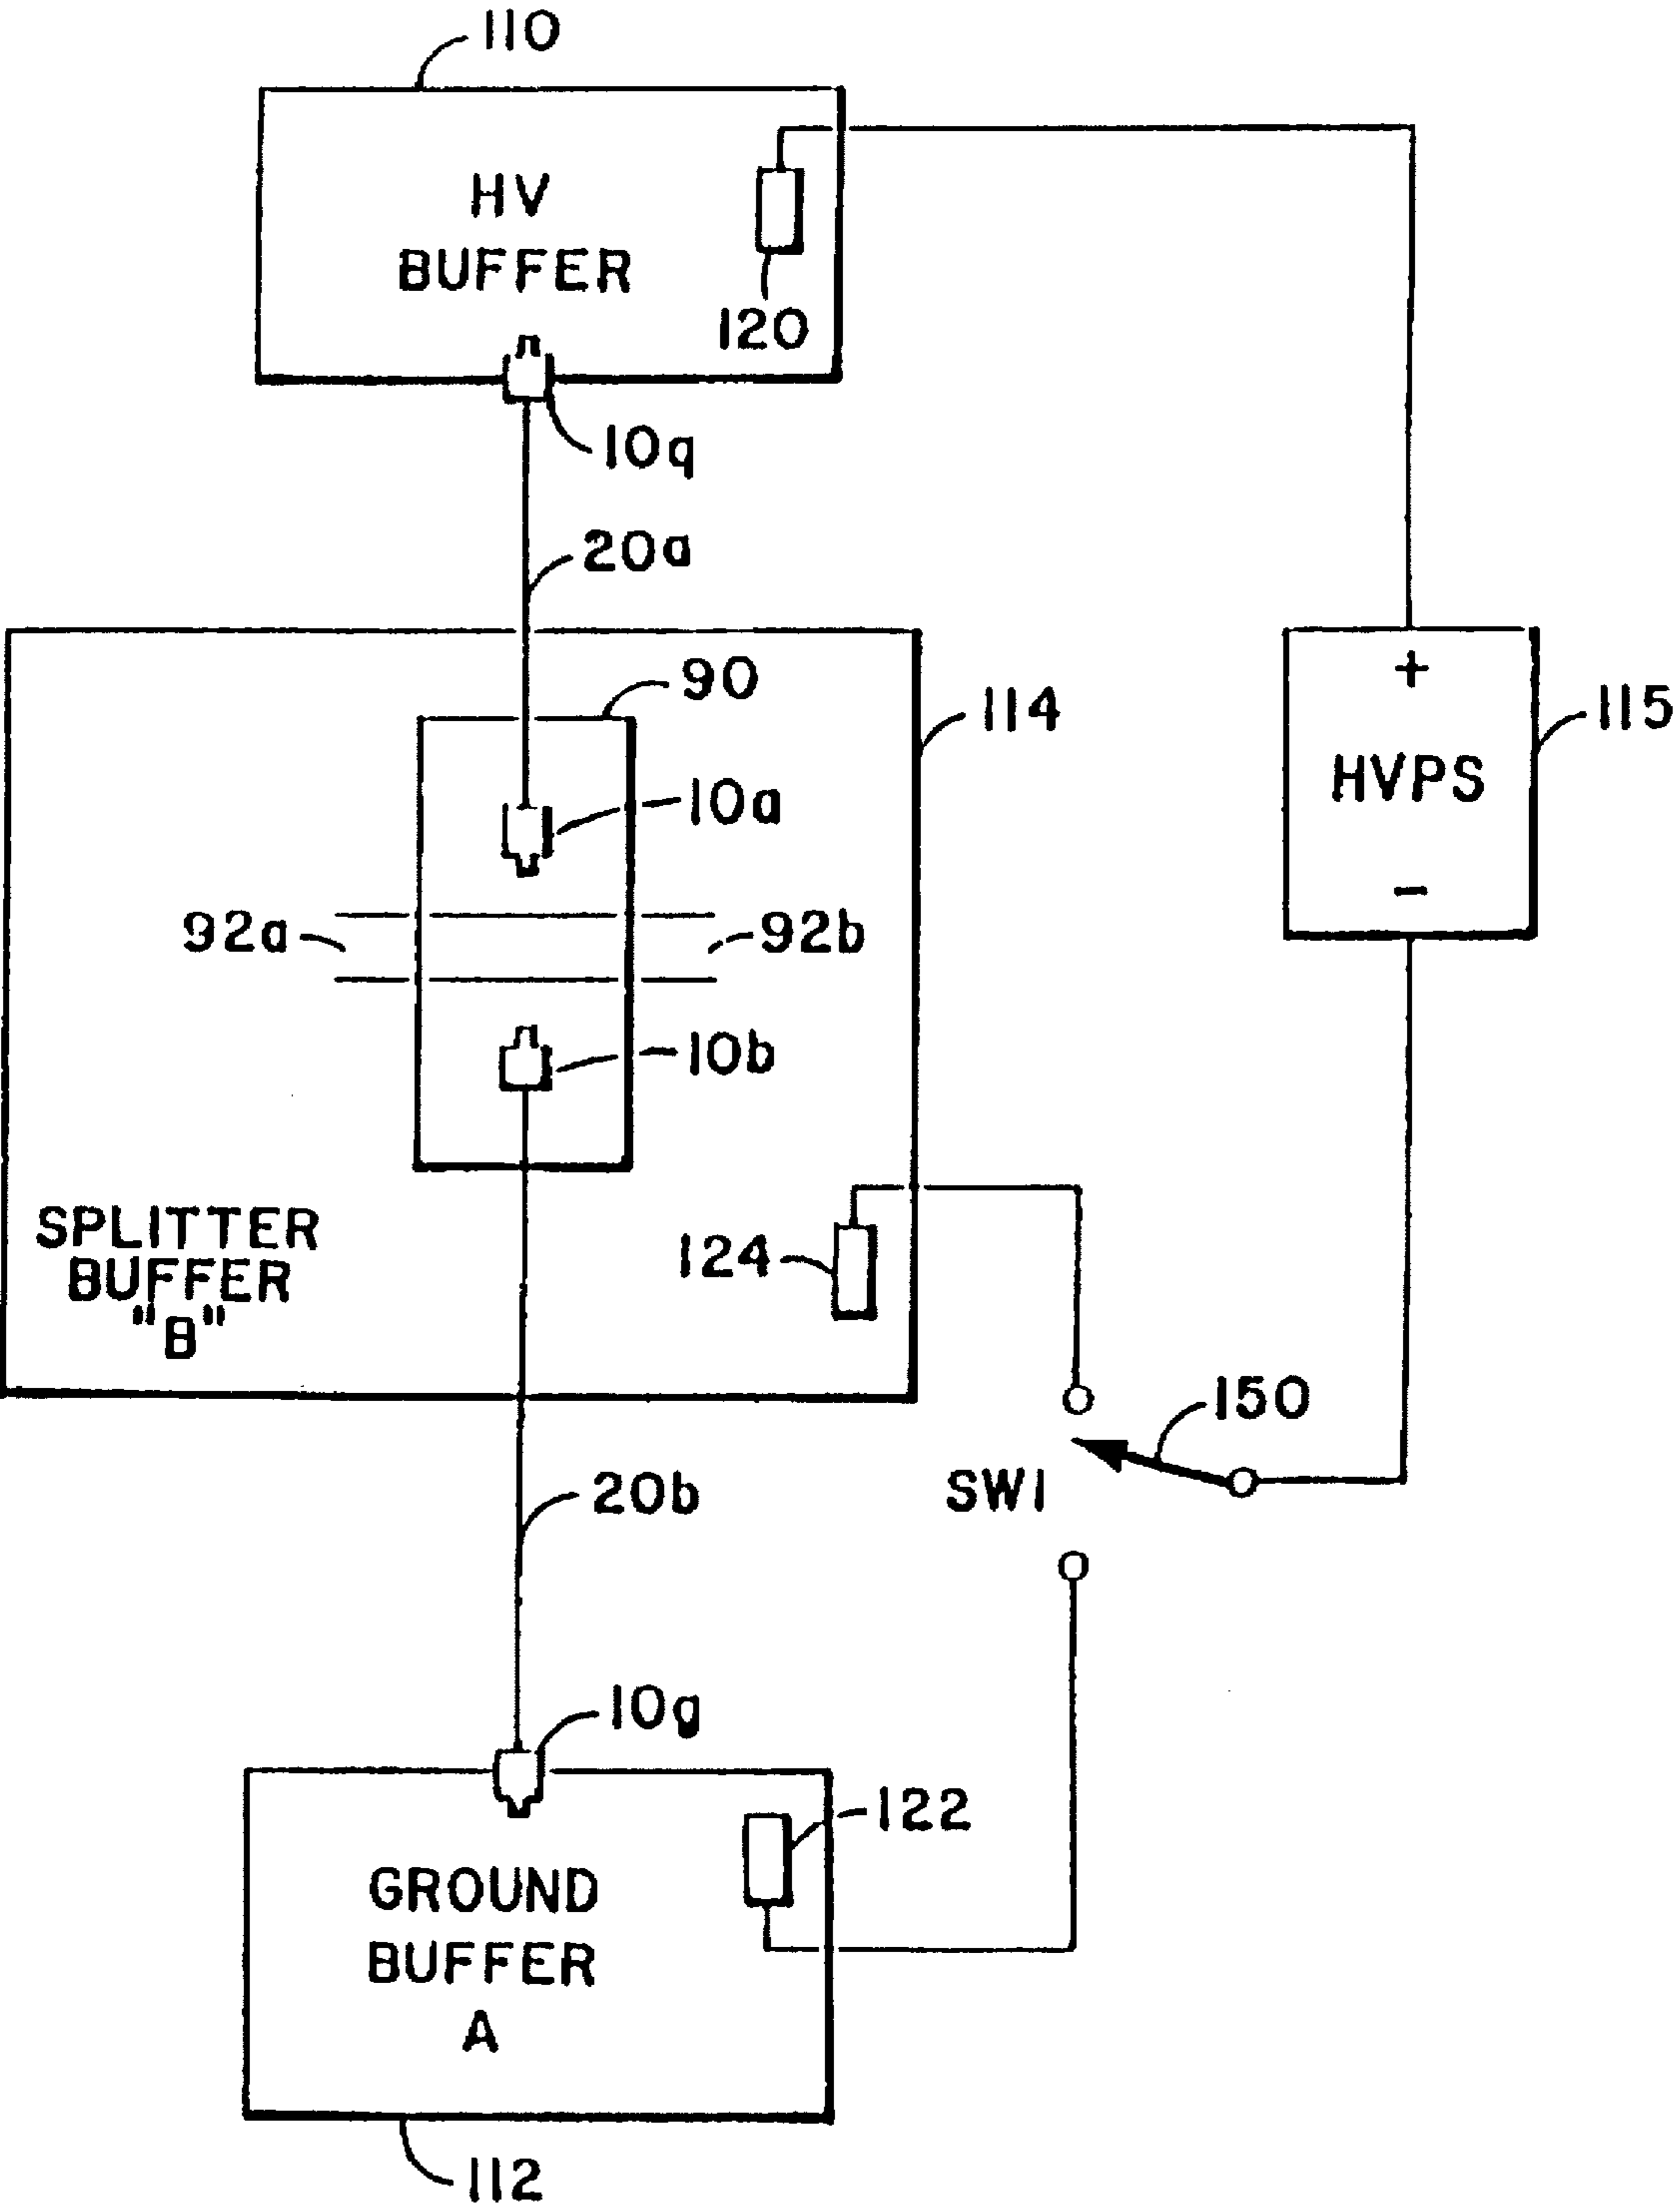 110
HV
BUFFER
120
10q
20a
90
114
+
HVPS
−
115
10a
92a
92b
10b
SPLITTER
BUFFER
"B"
124
150
SW1
20b
10g
122
GROUND
BUFFER
A
112